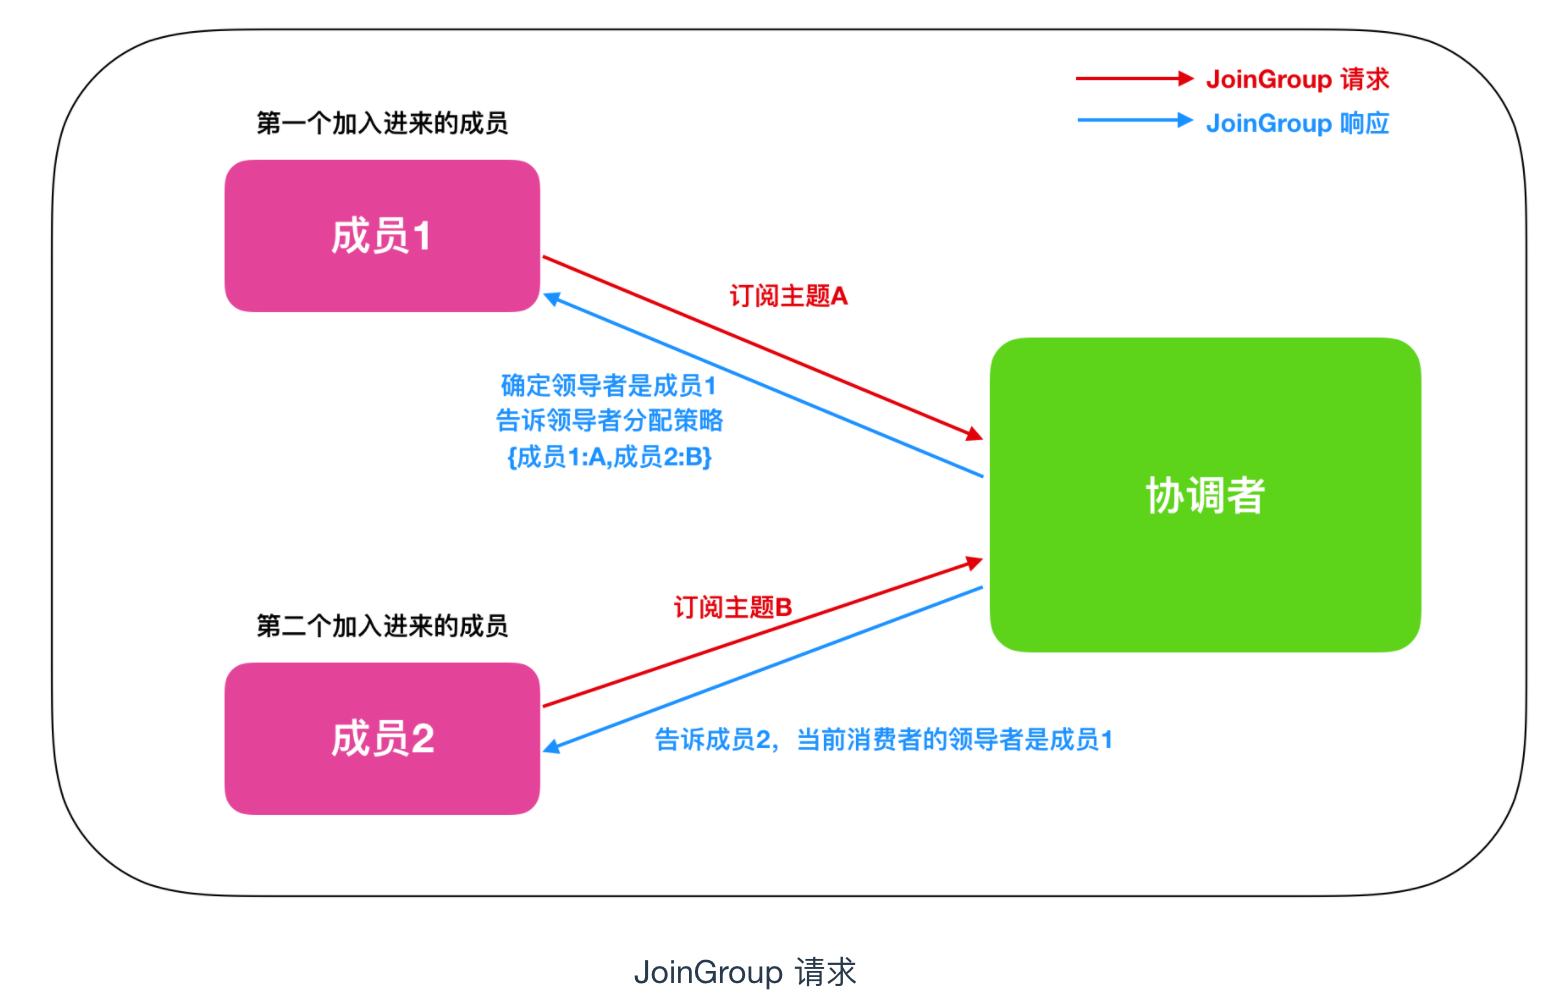 JoinGroup 请求
JoinGroup 响应
第一个加入进来的成员
成员1
订阅主题A
确定领导者是成员1
告诉领导者分配策略
{成员1:A,成员2:B}
协调者
订阅主题B
第二个加入进来的成员
成员2
告诉成员2，当前消费者的领导者是成员1
JoinGroup 请求